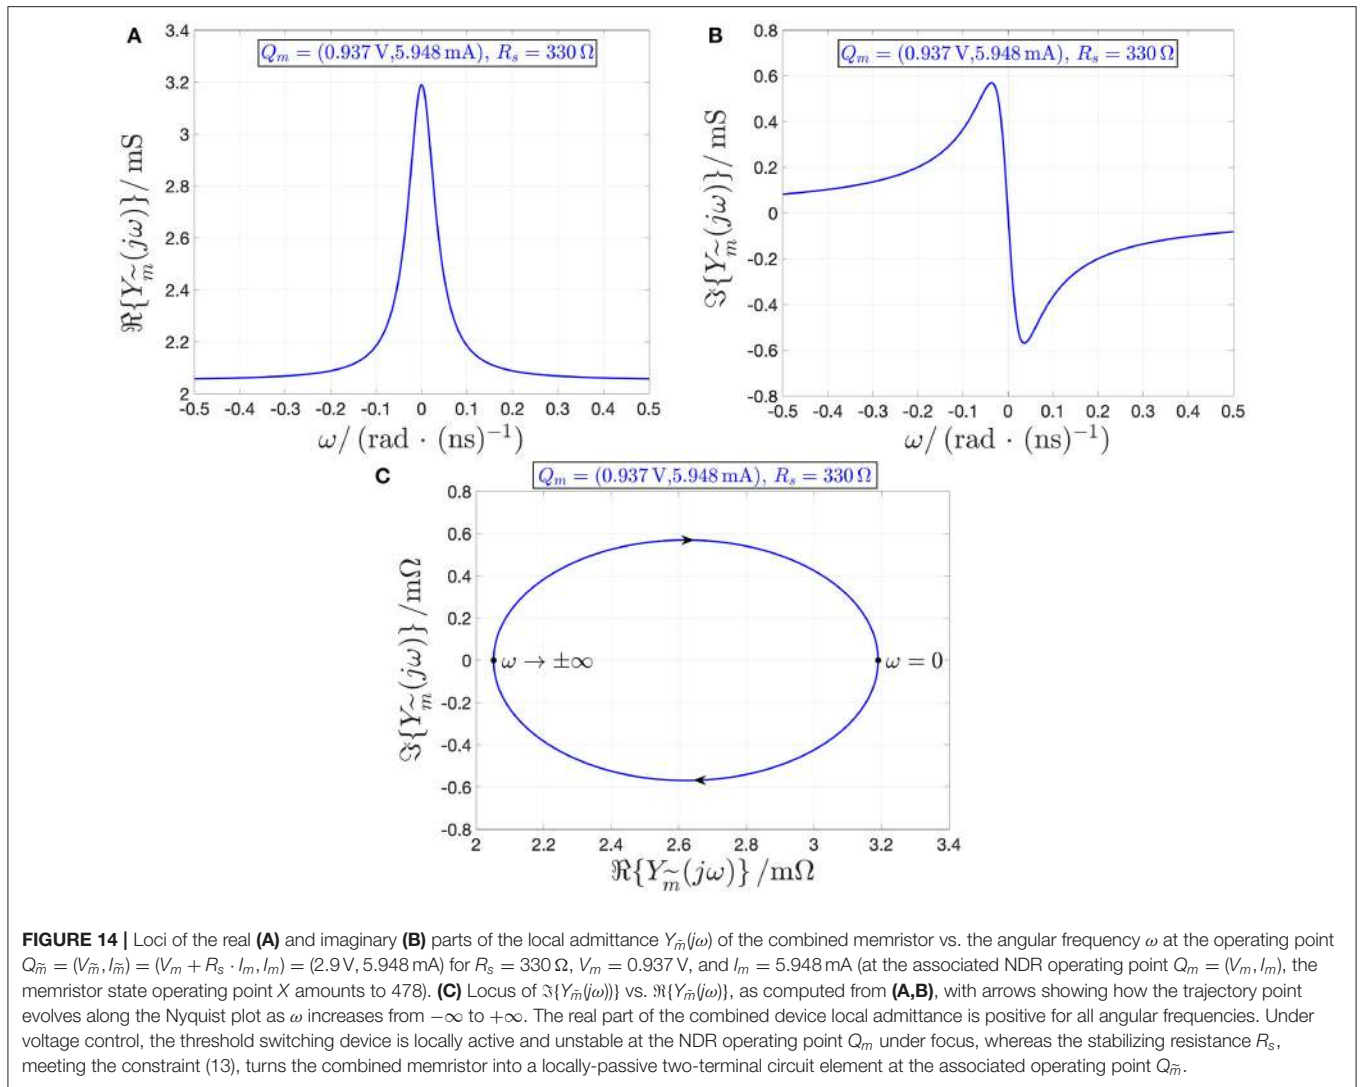 A
Q_m = (0.937 V,5.948 mA), R_s = 330 Ω
3.4
3.2
3
2.8
2.6
2.4
2.2
2
ℜ{Y_m̃(jω)}/ mS
-0.5 -0.4 -0.3 -0.2 -0.1 0 0.1 0.2 0.3 0.4 0.5
ω/ (rad · (ns)⁻¹)
B
Q_m = (0.937 V,5.948 mA), R_s = 330 Ω
0.8
0.6
0.4
0.2
0
-0.2
-0.4
-0.6
-0.8
ℑ{Y_m̃(jω)}/ mS
-0.5 -0.4 -0.3 -0.2 -0.1 0 0.1 0.2 0.3 0.4 0.5
ω/ (rad · (ns)⁻¹)
C
Q_m = (0.937 V,5.948 mA), R_s = 330 Ω
0.8
0.6
0.4
0.2
0
-0.2
-0.4
-0.6
-0.8
ℑ{Y_m̃(jω)} /mΩ
ω → ±∞
ω = 0
2 2.2 2.4 2.6 2.8 3 3.2 3.4
ℜ{Y_m̃(jω)} /mΩ
FIGURE 14 | Loci of the real (A) and imaginary (B) parts of the local admittance Y_m̃(jω) of the combined memristor vs. the angular frequency ω at the operating point
Q_m̃ = (V_m̃, I_m̃) = (V_m + R_s · I_m, I_m) = (2.9 V, 5.948 mA) for R_s = 330 Ω, V_m = 0.937 V, and I_m = 5.948 mA (at the associated NDR operating point Q_m = (V_m, I_m), the
memristor state operating point X amounts to 478). (C) Locus of ℑ{Y_m̃(jω))} vs. ℜ{Y_m̃(jω)}, as computed from (A,B), with arrows showing how the trajectory point
evolves along the Nyquist plot as ω increases from −∞ to +∞. The real part of the combined device local admittance is positive for all angular frequencies. Under
voltage control, the threshold switching device is locally active and unstable at the NDR operating point Q_m under focus, whereas the stabilizing resistance R_s,
meeting the constraint (13), turns the combined memristor into a locally-passive two-terminal circuit element at the associated operating point Q_m̃.